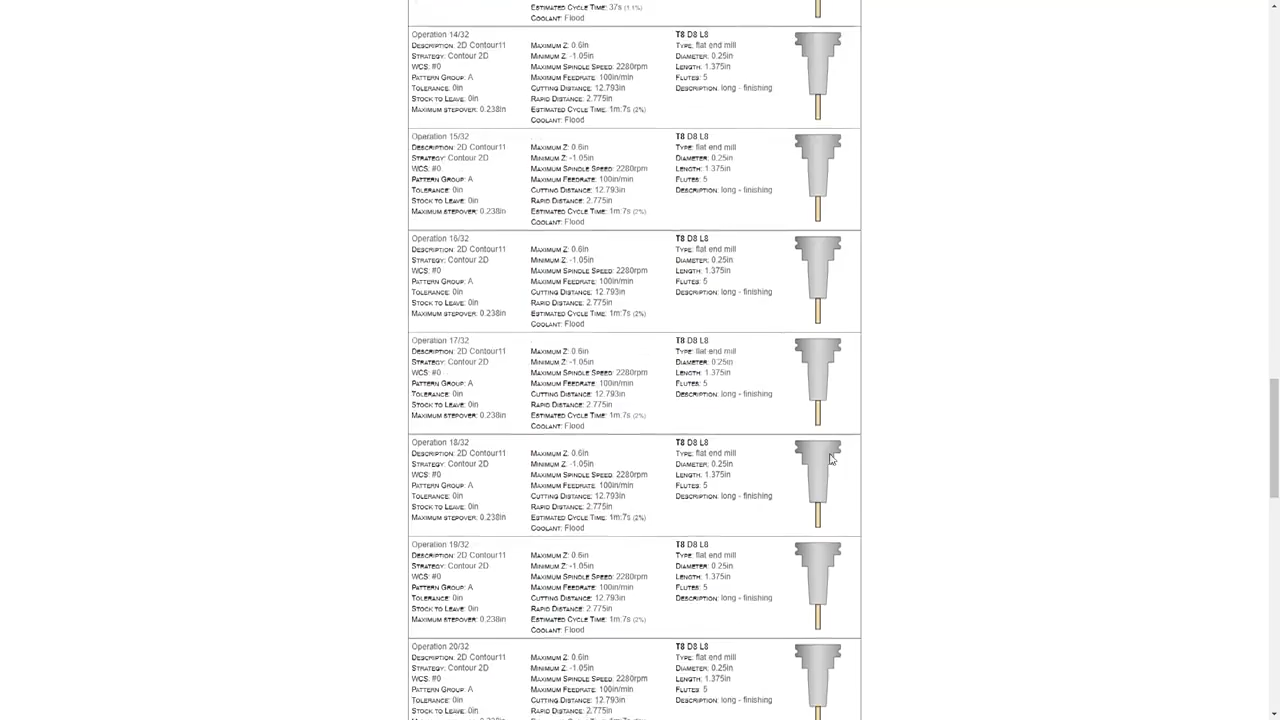 ESTIMATED CYCLE TIME: 37s (1.1%)
COOLANT: Flood
Operation 14/32
DESCRIPTION: 2D Contour11
STRATEGY: Contour 2D
WCS: #0
PATTERN GROUP: A
TOLERANCE: 0in
STOCK TO LEAVE: 0in
MAXIMUM STEPOVER: 0.238in
MAXIMUM Z: 0.6in
MINIMUM Z: -1.05in
MAXIMUM SPINDLE SPEED: 2280rpm
MAXIMUM FEEDRATE: 100in/min
CUTTING DISTANCE: 12.793in
RAPID DISTANCE: 2.775in
ESTIMATED CYCLE TIME: 1m:7s (2%)
COOLANT: Flood
T8 D8 L8
TYPE: flat end mill
DIAMETER: 0.25in
LENGTH: 1.375in
FLUTES: 5
DESCRIPTION: long - finishing
Operation 15/32
DESCRIPTION: 2D Contour11
STRATEGY: Contour 2D
WCS: #0
PATTERN GROUP: A
TOLERANCE: 0in
STOCK TO LEAVE: 0in
MAXIMUM STEPOVER: 0.238in
MAXIMUM Z: 0.6in
MINIMUM Z: -1.05in
MAXIMUM SPINDLE SPEED: 2280rpm
MAXIMUM FEEDRATE: 100in/min
CUTTING DISTANCE: 12.793in
RAPID DISTANCE: 2.775in
ESTIMATED CYCLE TIME: 1m:7s (2%)
COOLANT: Flood
T8 D8 L8
TYPE: flat end mill
DIAMETER: 0.25in
LENGTH: 1.375in
FLUTES: 5
DESCRIPTION: long - finishing
Operation 16/32
DESCRIPTION: 2D Contour11
STRATEGY: Contour 2D
WCS: #0
PATTERN GROUP: A
TOLERANCE: 0in
STOCK TO LEAVE: 0in
MAXIMUM STEPOVER: 0.238in
MAXIMUM Z: 0.6in
MINIMUM Z: -1.05in
MAXIMUM SPINDLE SPEED: 2280rpm
MAXIMUM FEEDRATE: 100in/min
CUTTING DISTANCE: 12.793in
RAPID DISTANCE: 2.775in
ESTIMATED CYCLE TIME: 1m:7s (2%)
COOLANT: Flood
T8 D8 L8
TYPE: flat end mill
DIAMETER: 0.25in
LENGTH: 1.375in
FLUTES: 5
DESCRIPTION: long - finishing
Operation 17/32
DESCRIPTION: 2D Contour11
STRATEGY: Contour 2D
WCS: #0
PATTERN GROUP: A
TOLERANCE: 0in
STOCK TO LEAVE: 0in
MAXIMUM STEPOVER: 0.238in
MAXIMUM Z: 0.6in
MINIMUM Z: -1.05in
MAXIMUM SPINDLE SPEED: 2280rpm
MAXIMUM FEEDRATE: 100in/min
CUTTING DISTANCE: 12.793in
RAPID DISTANCE: 2.775in
ESTIMATED CYCLE TIME: 1m:7s (2%)
COOLANT: Flood
T8 D8 L8
TYPE: flat end mill
DIAMETER: 0.25in
LENGTH: 1.375in
FLUTES: 5
DESCRIPTION: long - finishing
Operation 18/32
DESCRIPTION: 2D Contour11
STRATEGY: Contour 2D
WCS: #0
PATTERN GROUP: A
TOLERANCE: 0in
STOCK TO LEAVE: 0in
MAXIMUM STEPOVER: 0.238in
MAXIMUM Z: 0.6in
MINIMUM Z: -1.05in
MAXIMUM SPINDLE SPEED: 2280rpm
MAXIMUM FEEDRATE: 100in/min
CUTTING DISTANCE: 12.793in
RAPID DISTANCE: 2.775in
ESTIMATED CYCLE TIME: 1m:7s (2%)
COOLANT: Flood
T8 D8 L8
TYPE: flat end mill
DIAMETER: 0.25in
LENGTH: 1.375in
FLUTES: 5
DESCRIPTION: long - finishing
Operation 19/32
DESCRIPTION: 2D Contour11
STRATEGY: Contour 2D
WCS: #0
PATTERN GROUP: A
TOLERANCE: 0in
STOCK TO LEAVE: 0in
MAXIMUM STEPOVER: 0.238in
MAXIMUM Z: 0.6in
MINIMUM Z: -1.05in
MAXIMUM SPINDLE SPEED: 2280rpm
MAXIMUM FEEDRATE: 100in/min
CUTTING DISTANCE: 12.793in
RAPID DISTANCE: 2.775in
ESTIMATED CYCLE TIME: 1m:7s (2%)
COOLANT: Flood
T8 D8 L8
TYPE: flat end mill
DIAMETER: 0.25in
LENGTH: 1.375in
FLUTES: 5
DESCRIPTION: long - finishing
Operation 20/32
DESCRIPTION: 2D Contour11
STRATEGY: Contour 2D
WCS: #0
PATTERN GROUP: A
TOLERANCE: 0in
STOCK TO LEAVE: 0in
MAXIMUM Z: 0.6in
MINIMUM Z: -1.05in
MAXIMUM SPINDLE SPEED: 2280rpm
MAXIMUM FEEDRATE: 100in/min
CUTTING DISTANCE: 12.793in
RAPID DISTANCE: 2.775in
T8 D8 L8
TYPE: flat end mill
DIAMETER: 0.25in
LENGTH: 1.375in
FLUTES: 5
DESCRIPTION: long - finishing